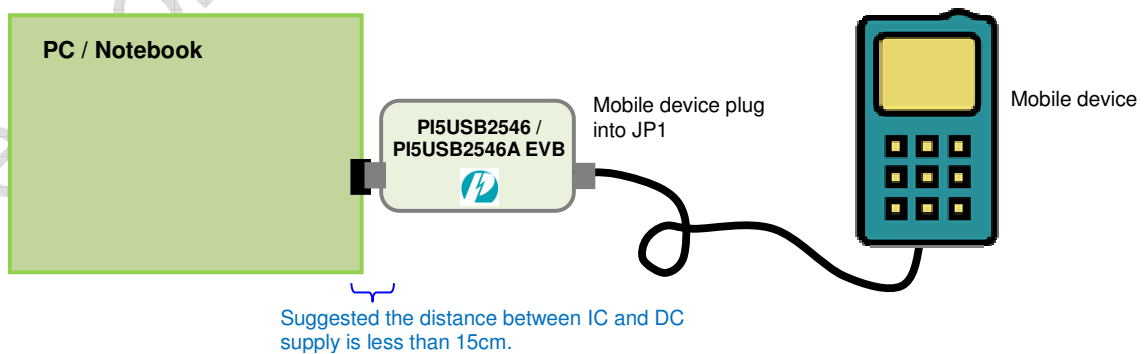 PC / Notebook
PI5USB2546 /
PI5USB2546A EVB
Mobile device plug
into JP1
Mobile device
Suggested the distance between IC and DC
supply is less than 15cm.